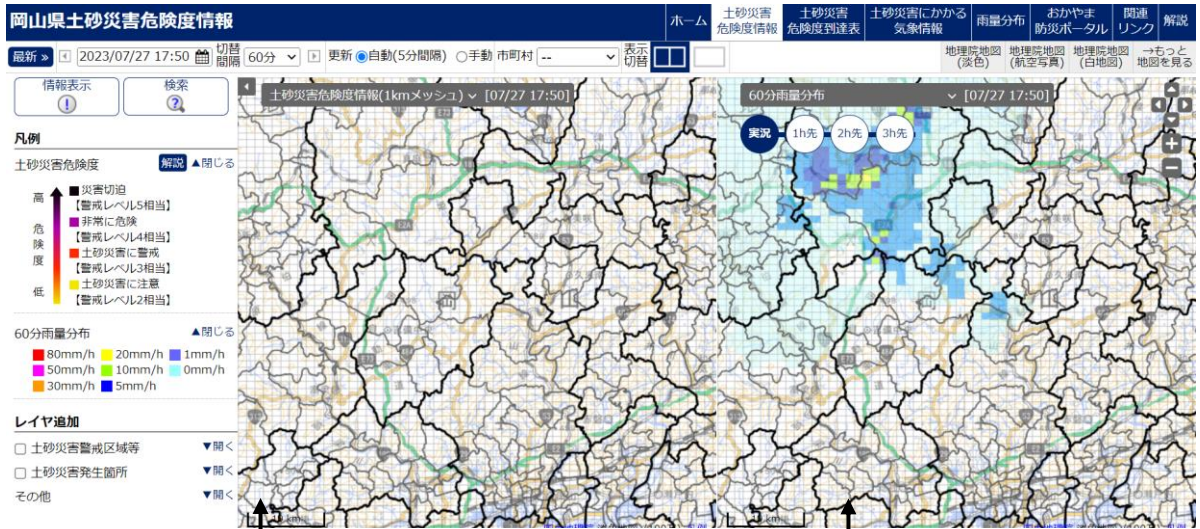 岡山県土砂災害危険度情報
ホーム
土砂災害
危険度情報
土砂災害
危険度到達表
土砂災害にかかる
気象情報
雨量分布
おかやま
防災ポータル
関連
リンク
解説
最新 »
2023/07/27 17:50
切替
間隔
60分
更新
自動(5分間隔)
手動
市町村
--
表示
切替
地理院地図
(淡色)
地理院地図
(航空写真)
地理院地図
(白地図)
→もっと
地図を見る
情報表示
検索
凡例
土砂災害危険度 解説 ▲閉じる
高
危
険
度
低
災害切迫
【警戒レベル5相当】
非常に危険
【警戒レベル4相当】
土砂災害に警戒
【警戒レベル3相当】
土砂災害に注意
【警戒レベル2相当】
60分雨量分布 ▲閉じる
80mm/h 20mm/h 1mm/h
50mm/h 10mm/h 0mm/h
30mm/h 5mm/h
レイヤ追加
土砂災害警戒区域等 ▼開く
土砂災害発生箇所 ▼開く
その他 ▼開く
土砂災害危険度情報(1kmメッシュ) [07/27 17:50]
E2A
E73
10 km
60分雨量分布 [07/27 17:50]
実況 1h先 2h先 3h先
E73